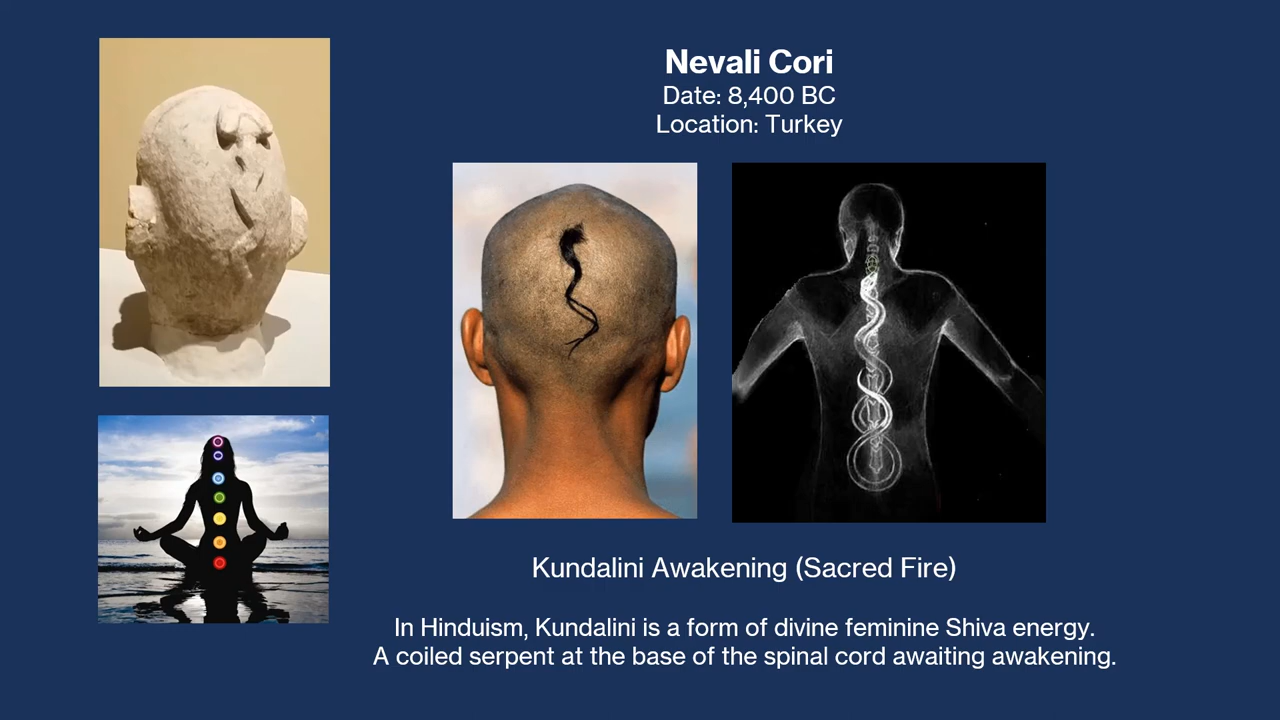 Nevali Cori
Date: 8,400 BC
Location: Turkey
Kundalini Awakening (Sacred Fire)
In Hinduism, Kundalini is a form of divine feminine Shiva energy.
A coiled serpent at the base of the spinal cord awaiting awakening.